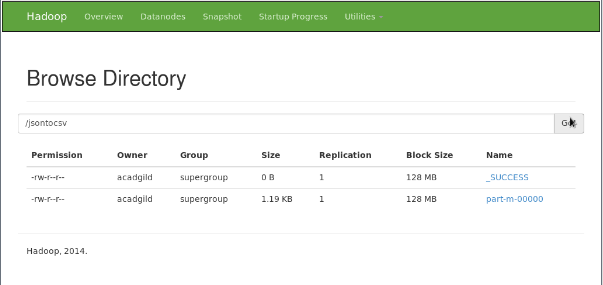 Hadoop Overview Datanodes Snapshot Startup Progress Utilities
Browse Directory
/jsontocsv
Permission Owner Group Size Replication Block Size Name
-rw-r--r-- acadgild supergroup 0 B 1 128 MB _SUCCESS
-rw-r--r-- acadgild supergroup 1.19 KB 1 128 MB part-m-00000
Hadoop, 2014.